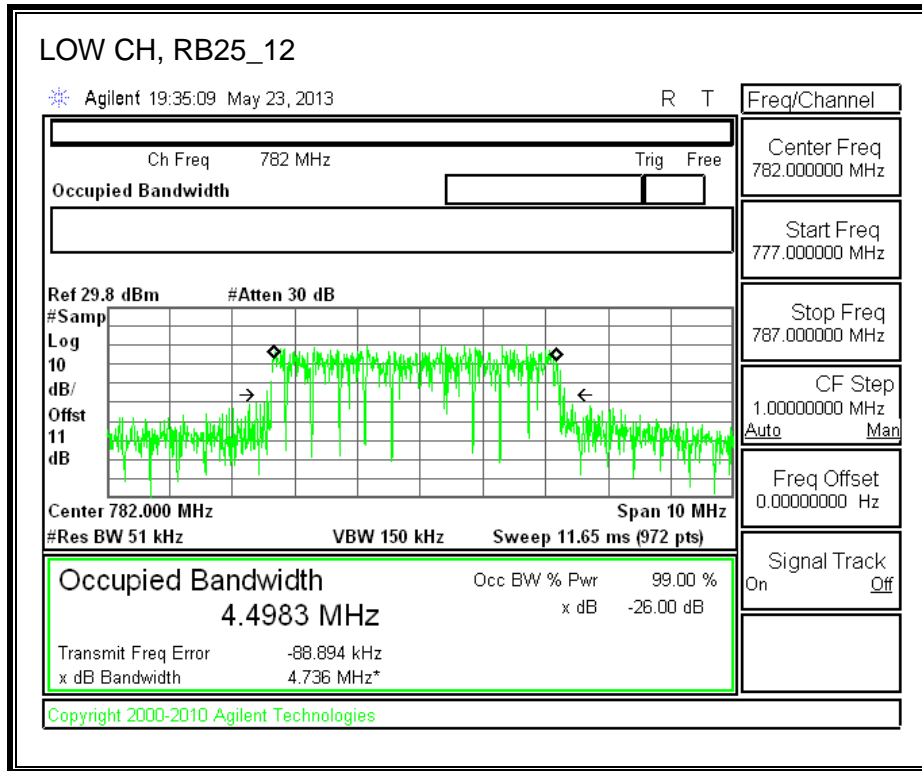 LOW CH, RB25_12
Agilent 19:35:09 May 23, 2013 R T
Ch Freq 782 MHz Trig Free
Occupied Bandwidth
Ref 29.8 dBm #Atten 30 dB
#Samp
Log
10
dB/
Offst
11
dB
Center 782.000 MHz Span 10 MHz
#Res BW 51 kHz VBW 150 kHz Sweep 11.65 ms (972 pts)
Occupied Bandwidth
4.4983 MHz
Occ BW % Pwr 99.00 %
x dB -26.00 dB
Transmit Freq Error -88.894 kHz
x dB Bandwidth 4.736 MHz*
Copyright 2000-2010 Agilent Technologies
Freq/Channel
Center Freq
782.000000 MHz
Start Freq
777.000000 MHz
Stop Freq
787.000000 MHz
CF Step
1.00000000 MHz
Auto Man
Freq Offset
0.00000000 Hz
Signal Track
On Off